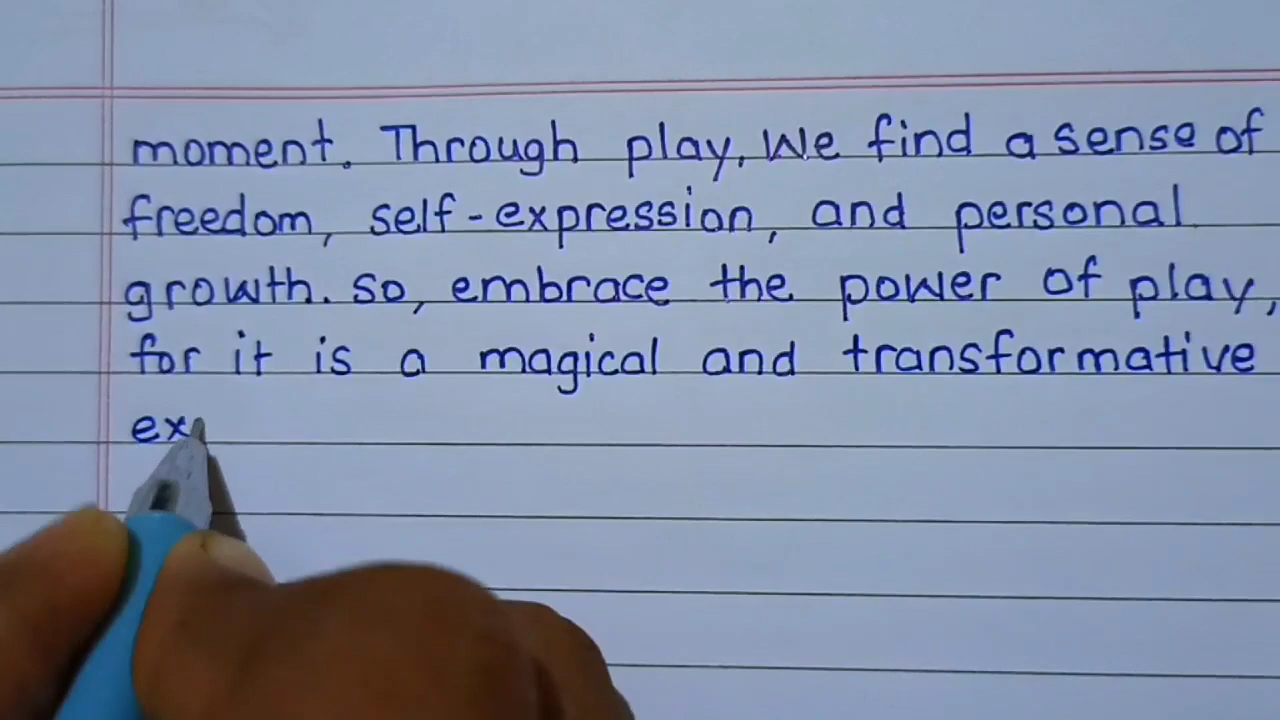 moment. Through play, We find a sense of
freedom, self-expression, and personal
growth. so, embrace the power of play,
for it is a magical and transformative
ex